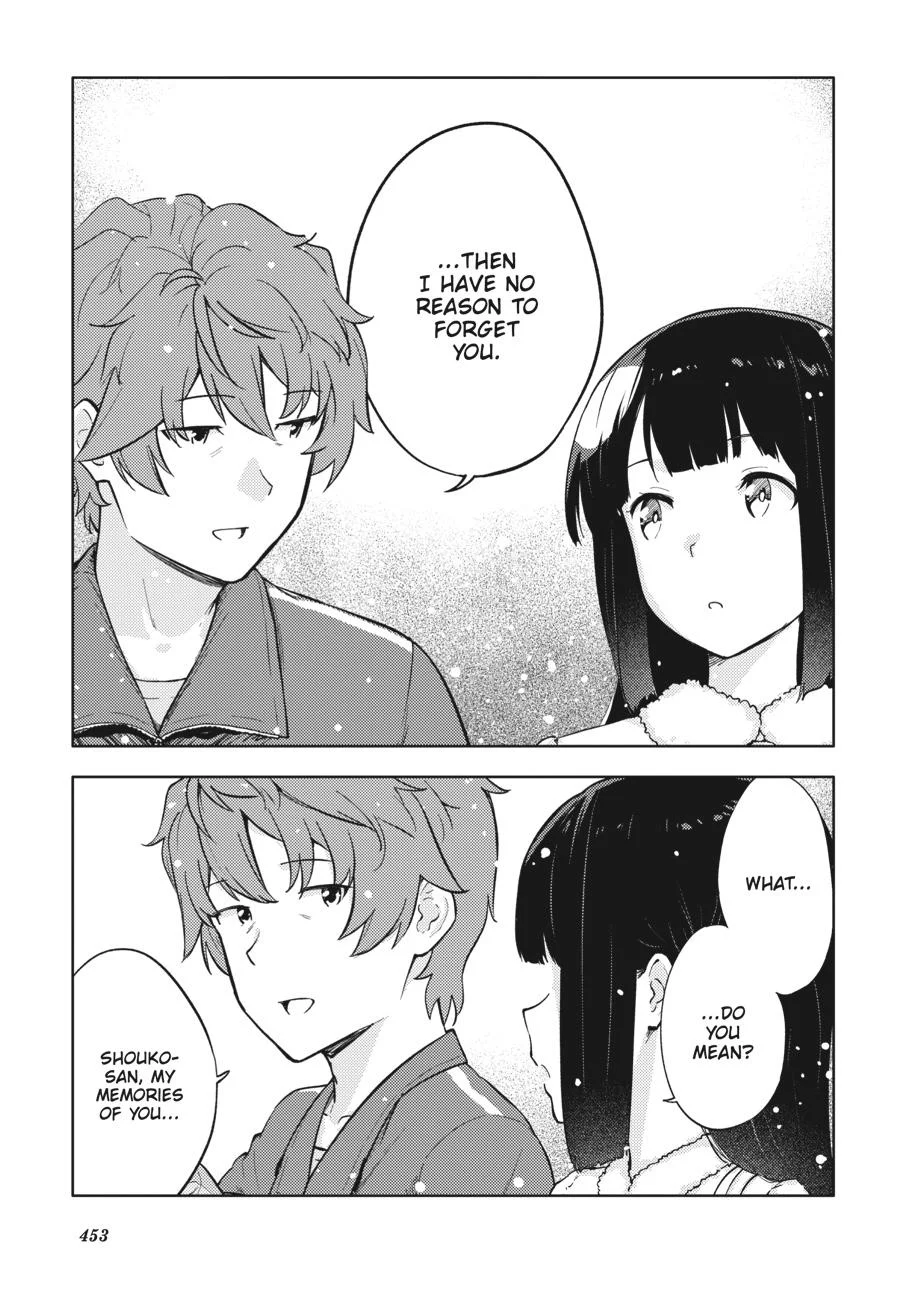 ...THEN
I HAVE NO
REASON TO
FORGET
YOU.
WHAT...
...DO
YOU
MEAN?
SHOUKO-
SAN, MY
MEMORIES
OF YOU...
453